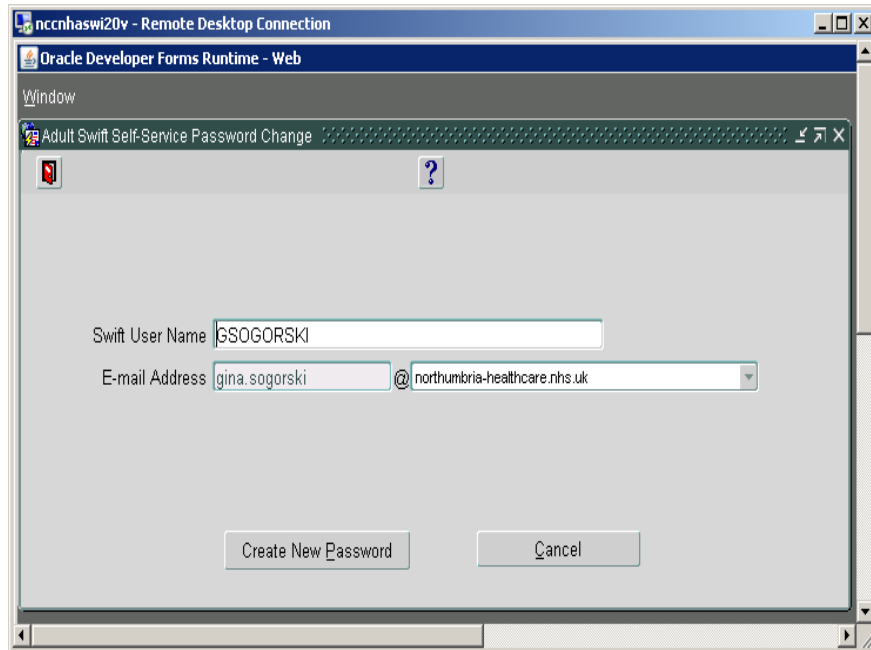 nccnhaswi20v - Remote Desktop Connection
Oracle Developer Forms Runtime - Web
Window
Adult Swift Self-Service Password Change
?
Swift User Name GSOGORSKI
E-mail Address gina.sogorski @ northumbria-healthcare.nhs.uk
Create New Password Cancel